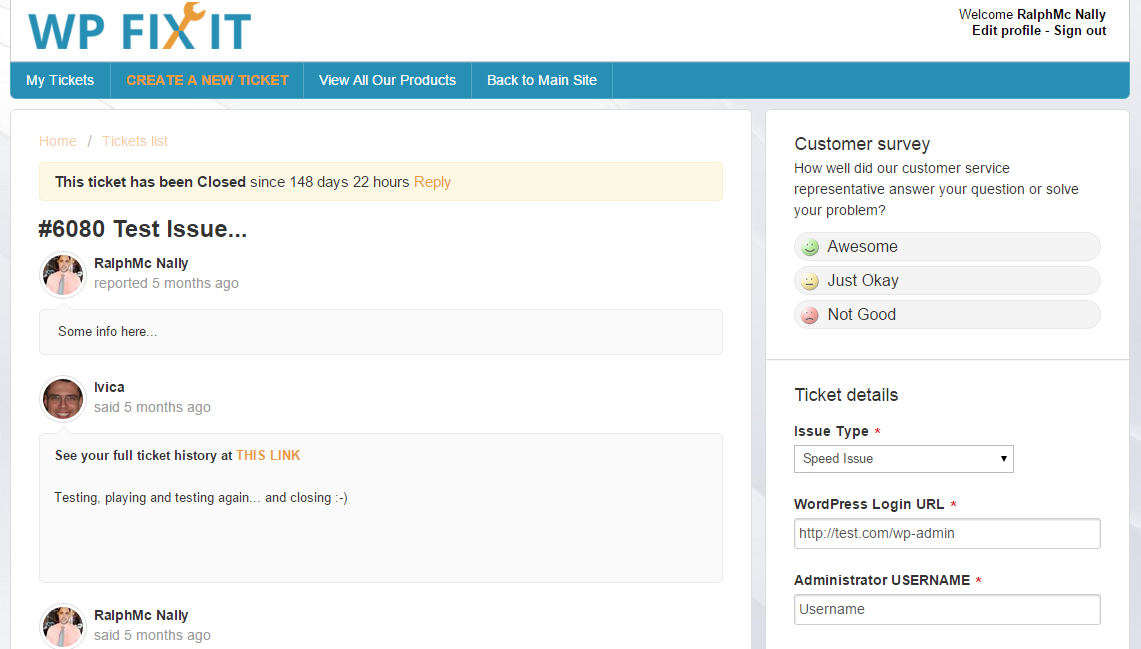 WP FIX IT
Welcome RalphMc Nally
Edit profile - Sign out
My Tickets
CREATE A NEW TICKET
View All Our Products
Back to Main Site
Home / Tickets list
This ticket has been Closed since 148 days 22 hours Reply
#6080 Test Issue...
RalphMc Nally
reported 5 months ago
Some info here...
Ivica
said 5 months ago
See your full ticket history at THIS LINK
Testing, playing and testing again... and closing :-)
RalphMc Nally
said 5 months ago
Customer survey
How well did our customer service
representative answer your question or solve
your problem?
Awesome
Just Okay
Not Good
Ticket details
Issue Type *
Speed Issue
WordPress Login URL *
http://test.com/wp-admin
Administrator USERNAME *
Username